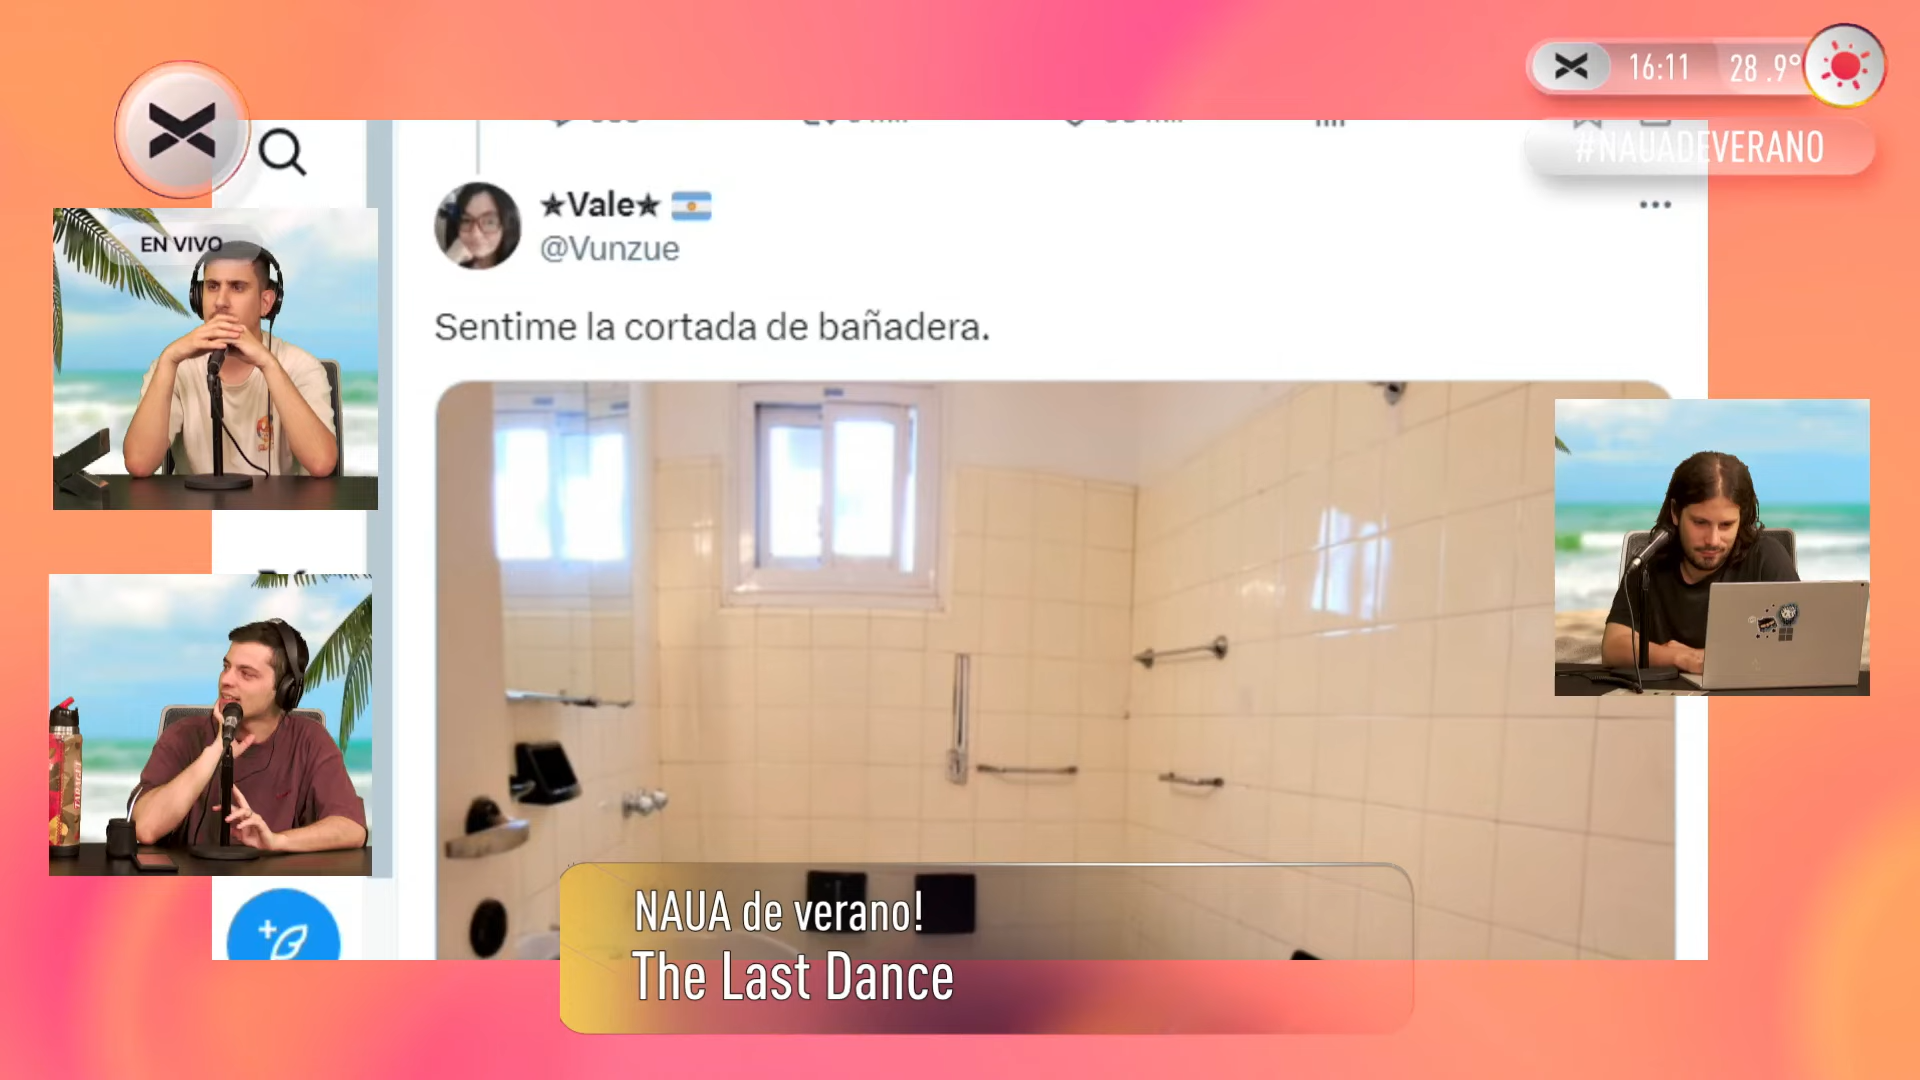 16:11
28.9°
#NAUADEVERANO
EN VIVO
★Vale★
@Vunzue
Sentime la cortada de bañadera.
NAUA de verano!
The Last Dance